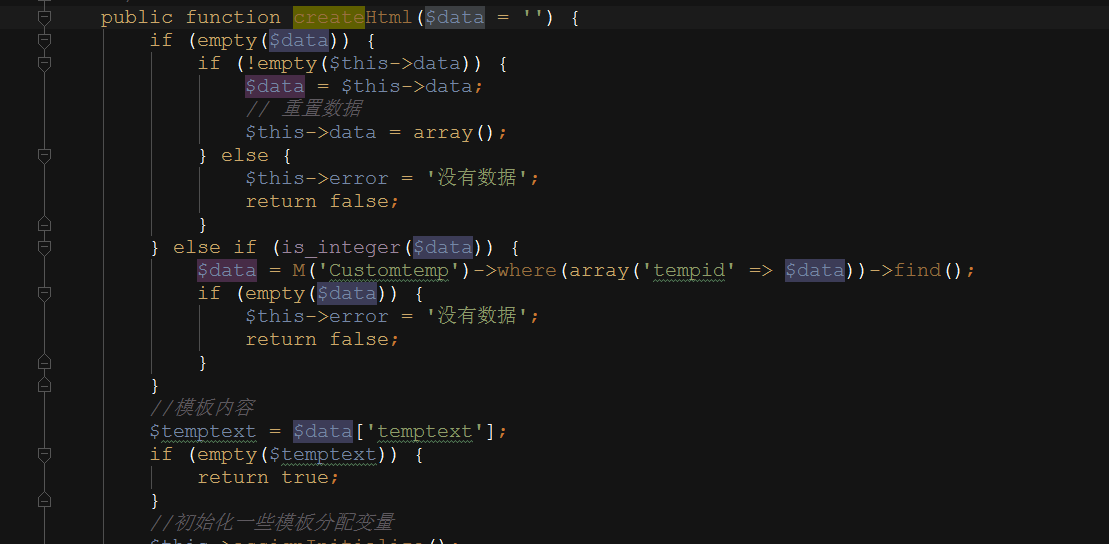 public function createHtml($data = '') {
if (empty($data)) {
if (!empty($this->data)) {
$data = $this->data;
// 重置数据
$this->data = array();
} else {
$this->error = '没有数据';
return false;
}
} else if (is_integer($data)) {
$data = M('Customtemp')->where(array('tempid' => $data))->find();
if (empty($data)) {
$this->error = '没有数据';
return false;
}
}
//模板内容
$temptext = $data['temptext'];
if (empty($temptext)) {
return true;
}
//初始化一些模板分配变量
$this->assignInitialize();